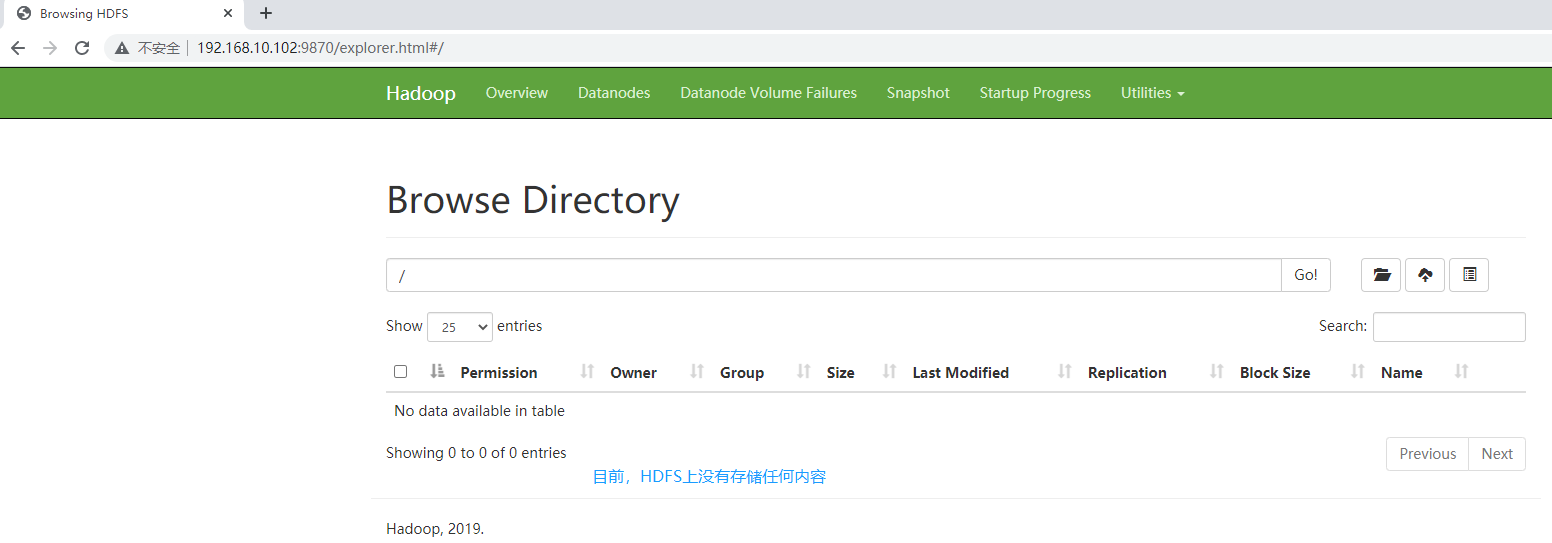 Browsing HDFS
不安全 192.168.10.102:9870/explorer.html#/
Hadoop Overview Datanodes Datanode Volume Failures Snapshot Startup Progress Utilities
Browse Directory
/ Go!
Show 25 entries Search:
Permission Owner Group Size Last Modified Replication Block Size Name
No data available in table
Showing 0 to 0 of 0 entries Previous Next
目前，HDFS上没有存储任何内容
Hadoop, 2019.